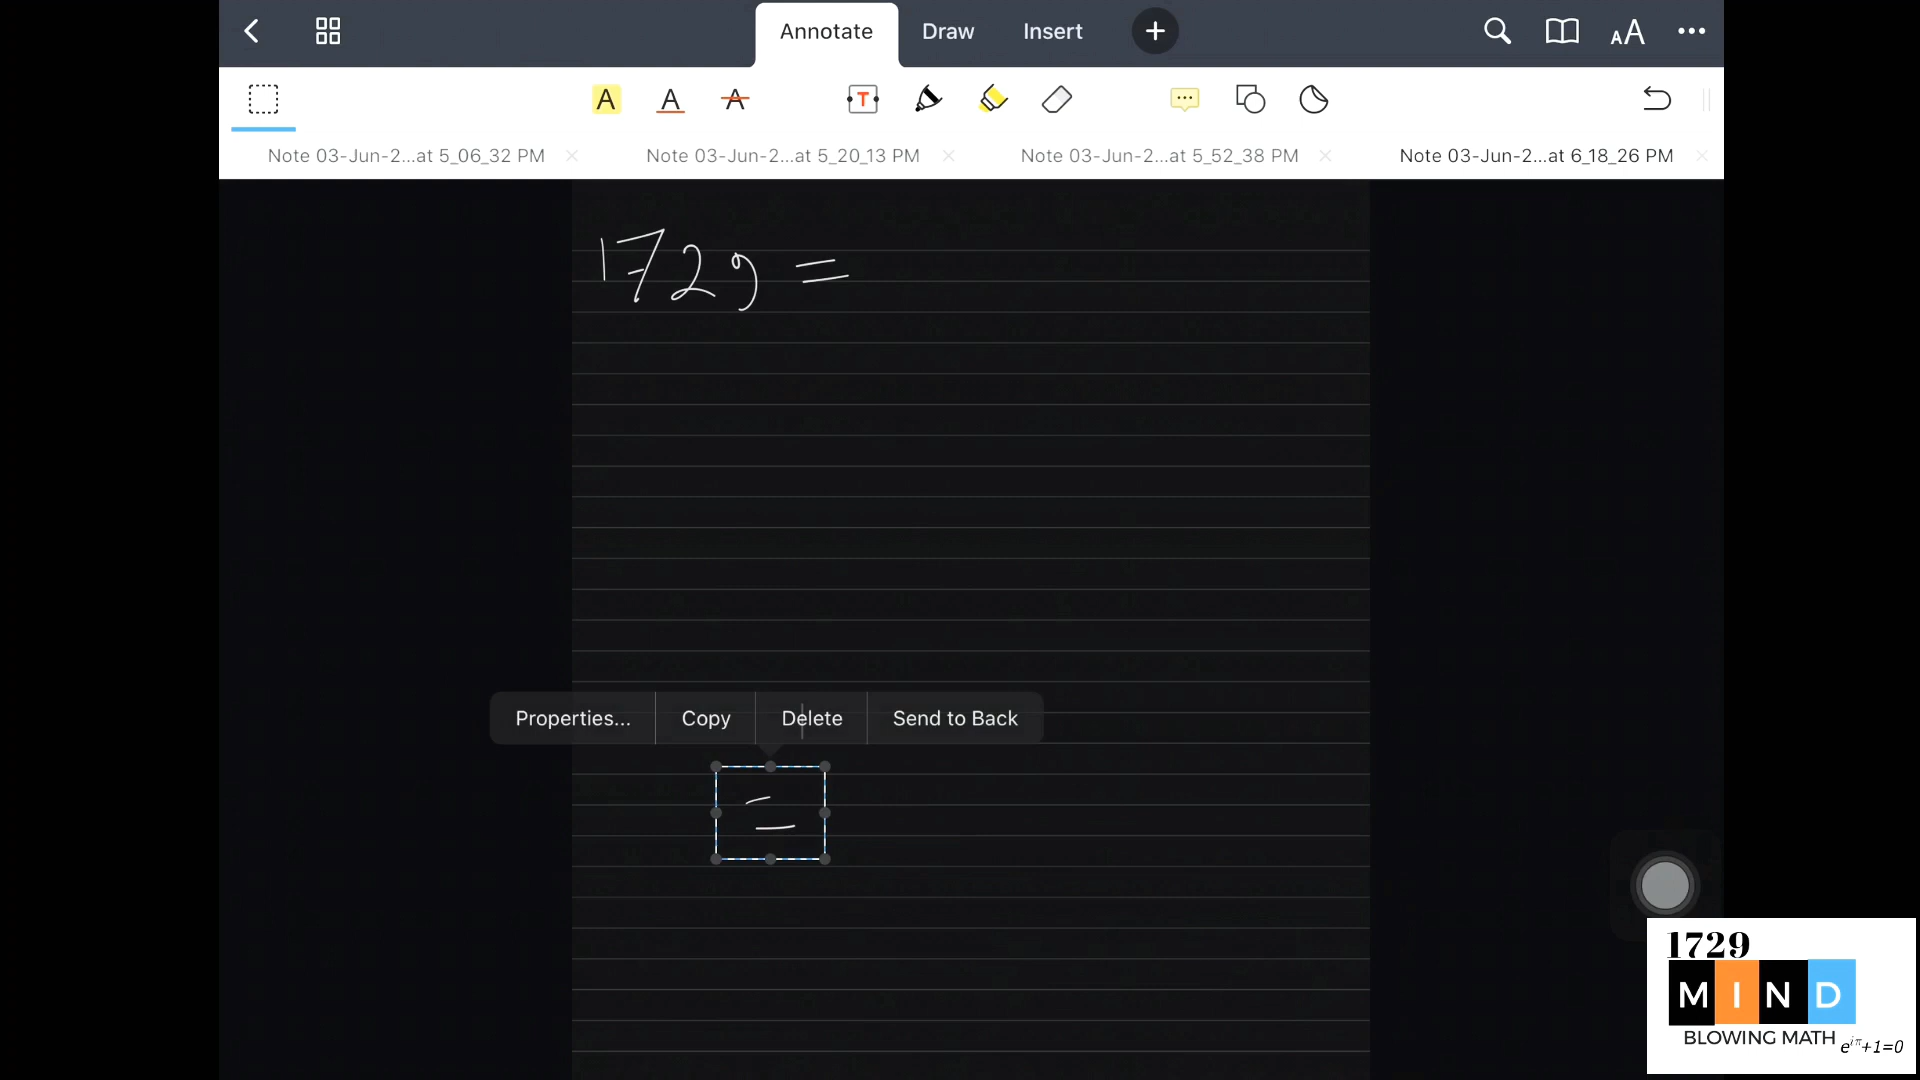 Annotate Draw Insert +
A A A T
Note 03-Jun-2...at 5_06_32 PM Note 03-Jun-2...at 5_20_13 PM Note 03-Jun-2...at 5_52_38 PM Note 03-Jun-2...at 6_18_26 PM
1729 =
Properties... Copy Delete Send to Back
=
1729
MIND
BLOWING MATH e^iπ+1=0